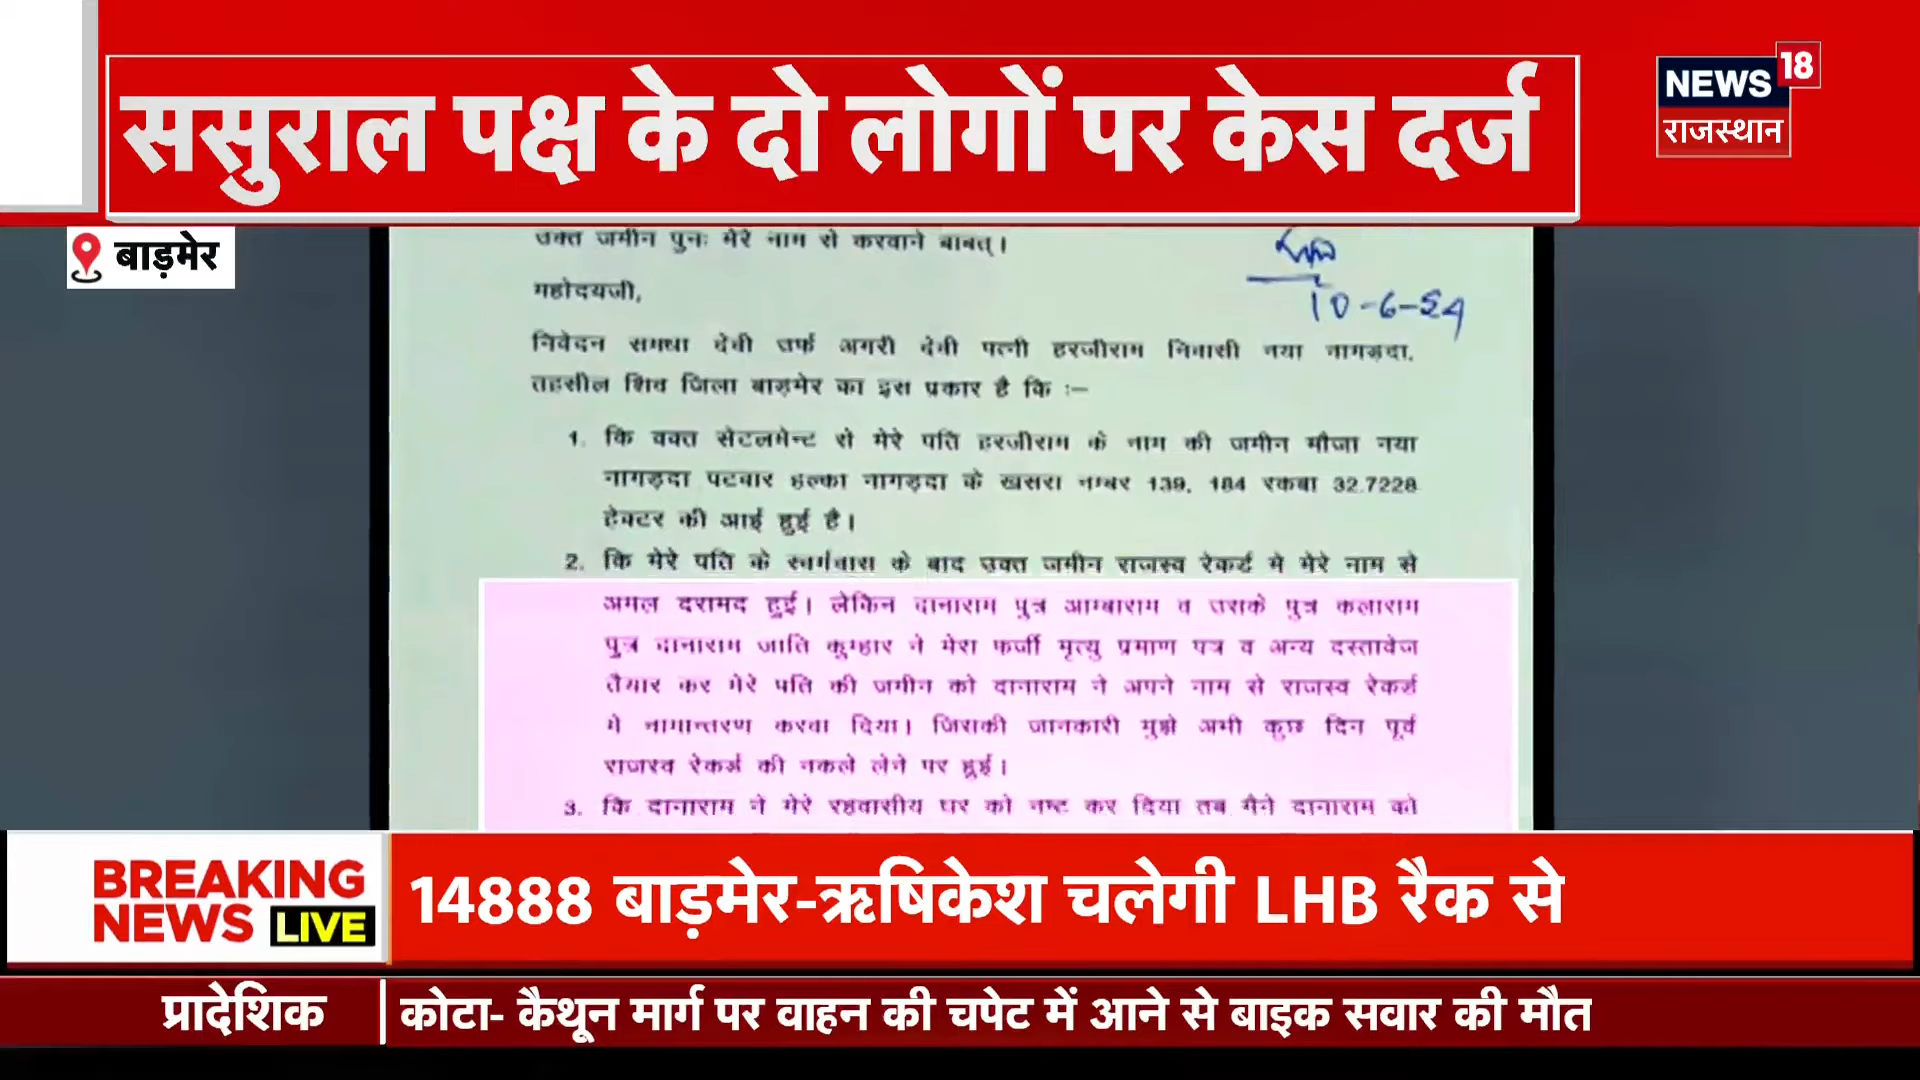 ससुराल पक्ष के दो लोगों पर केस दर्ज
NEWS 18
राजस्थान
बाड़मेर
उक्त जमीन पुनः मेरे नाम से करवाने बाबत्।
महोदयजी,
10-6-24
निवेदन समधा देवी उर्फ अगरी देवी पत्नी हरजीराम निवासी नया नागड़दा,
तहसील शिव जिला बाड़मेर का इस प्रकार है कि :–
1. कि वक्त सेटलमेन्ट से मेरे पति हरजीराम के नाम की जमीन मौजा नया
नागड़दा पटवार हल्का नागड़दा के खसरा नम्बर 139, 184 रकबा 32.7228
हेक्टर की आई हुई है।
2. कि मेरे पति के स्वर्गवास के बाद उक्त जमीन राजस्व रेकर्ड मे मेरे नाम से
अमल दरामद हुई। लेकिन दानाराम पुत्र आम्बाराम व उसके पुत्र कलाराम
पुत्र दानाराम जाति कुम्हार ने मेरा फर्जी मृत्यु प्रमाण पत्र व अन्य दस्तावेज
तैयार कर मेरे पति की जमीन को दानाराम ने अपने नाम से राजस्व रेकर्ड
मे नामान्तरण करवा दिया। जिसकी जानकारी मुझे अभी कुछ दिन पूर्व
राजस्व रेकर्ड की नकले लेने पर हुई।
3. कि दानाराम ने मेरे रहवासीय घर को नष्ट कर दिया तब मैने दानाराम को
BREAKING
NEWS LIVE
14888 बाड़मेर-ऋषिकेश चलेगी LHB रैक से
प्रादेशिक
कोटा- कैथून मार्ग पर वाहन की चपेट में आने से बाइक सवार की मौत